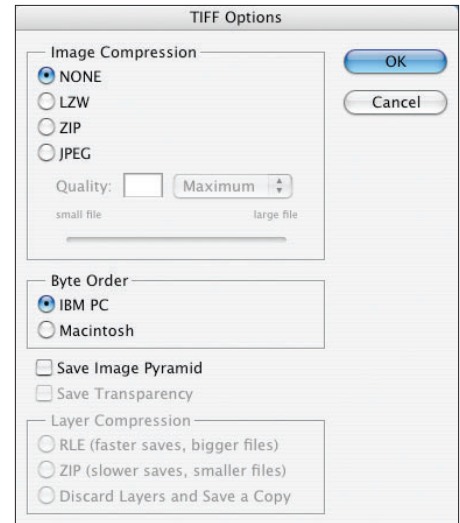 TIFF Options
Image Compression
NONE
LZW
ZIP
JPEG
Quality: Maximum
small file large file
OK
Cancel
Byte Order
IBM PC
Macintosh
Save Image Pyramid
Save Transparency
Layer Compression
RLE (faster saves, bigger files)
ZIP (slower saves, smaller files)
Discard Layers and Save a Copy